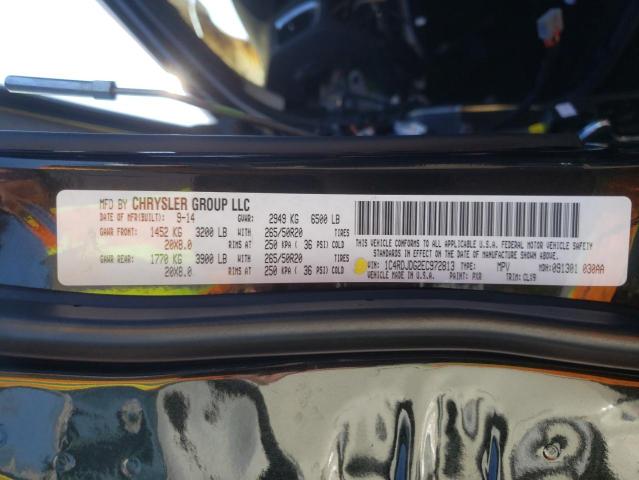 MFD BY CHRYSLER GROUP LLC
DATE OF MFR(BUILT): 9-14 GVWR: 2949 KG 6500 LB
GAWR FRONT: 1452 KG 3200 LB 265/50R20 TIRES
20X8.0 RIMS AT 250 KPA ( 36 PSI) COLD
GAWR REAR: 1770 KG 3900 LB 265/50R20 TIRES
20X8.0 RIMS AT 250 KPA ( 36 PSI) COLD
THIS VEHICLE CONFORMS TO ALL APPLICABLE U.S.A. FEDERAL MOTOR VEHICLE SAFETY
STANDARDS IN EFFECT ON THE DATE OF MANUFACTURE SHOWN ABOVE.
VIN: 1C4RDJDG2EC972813 TYPE: MPV MDH:091301 030AA
VEHICLE MADE IN U.S.A. PAINT: PXR TRIM: CLX9